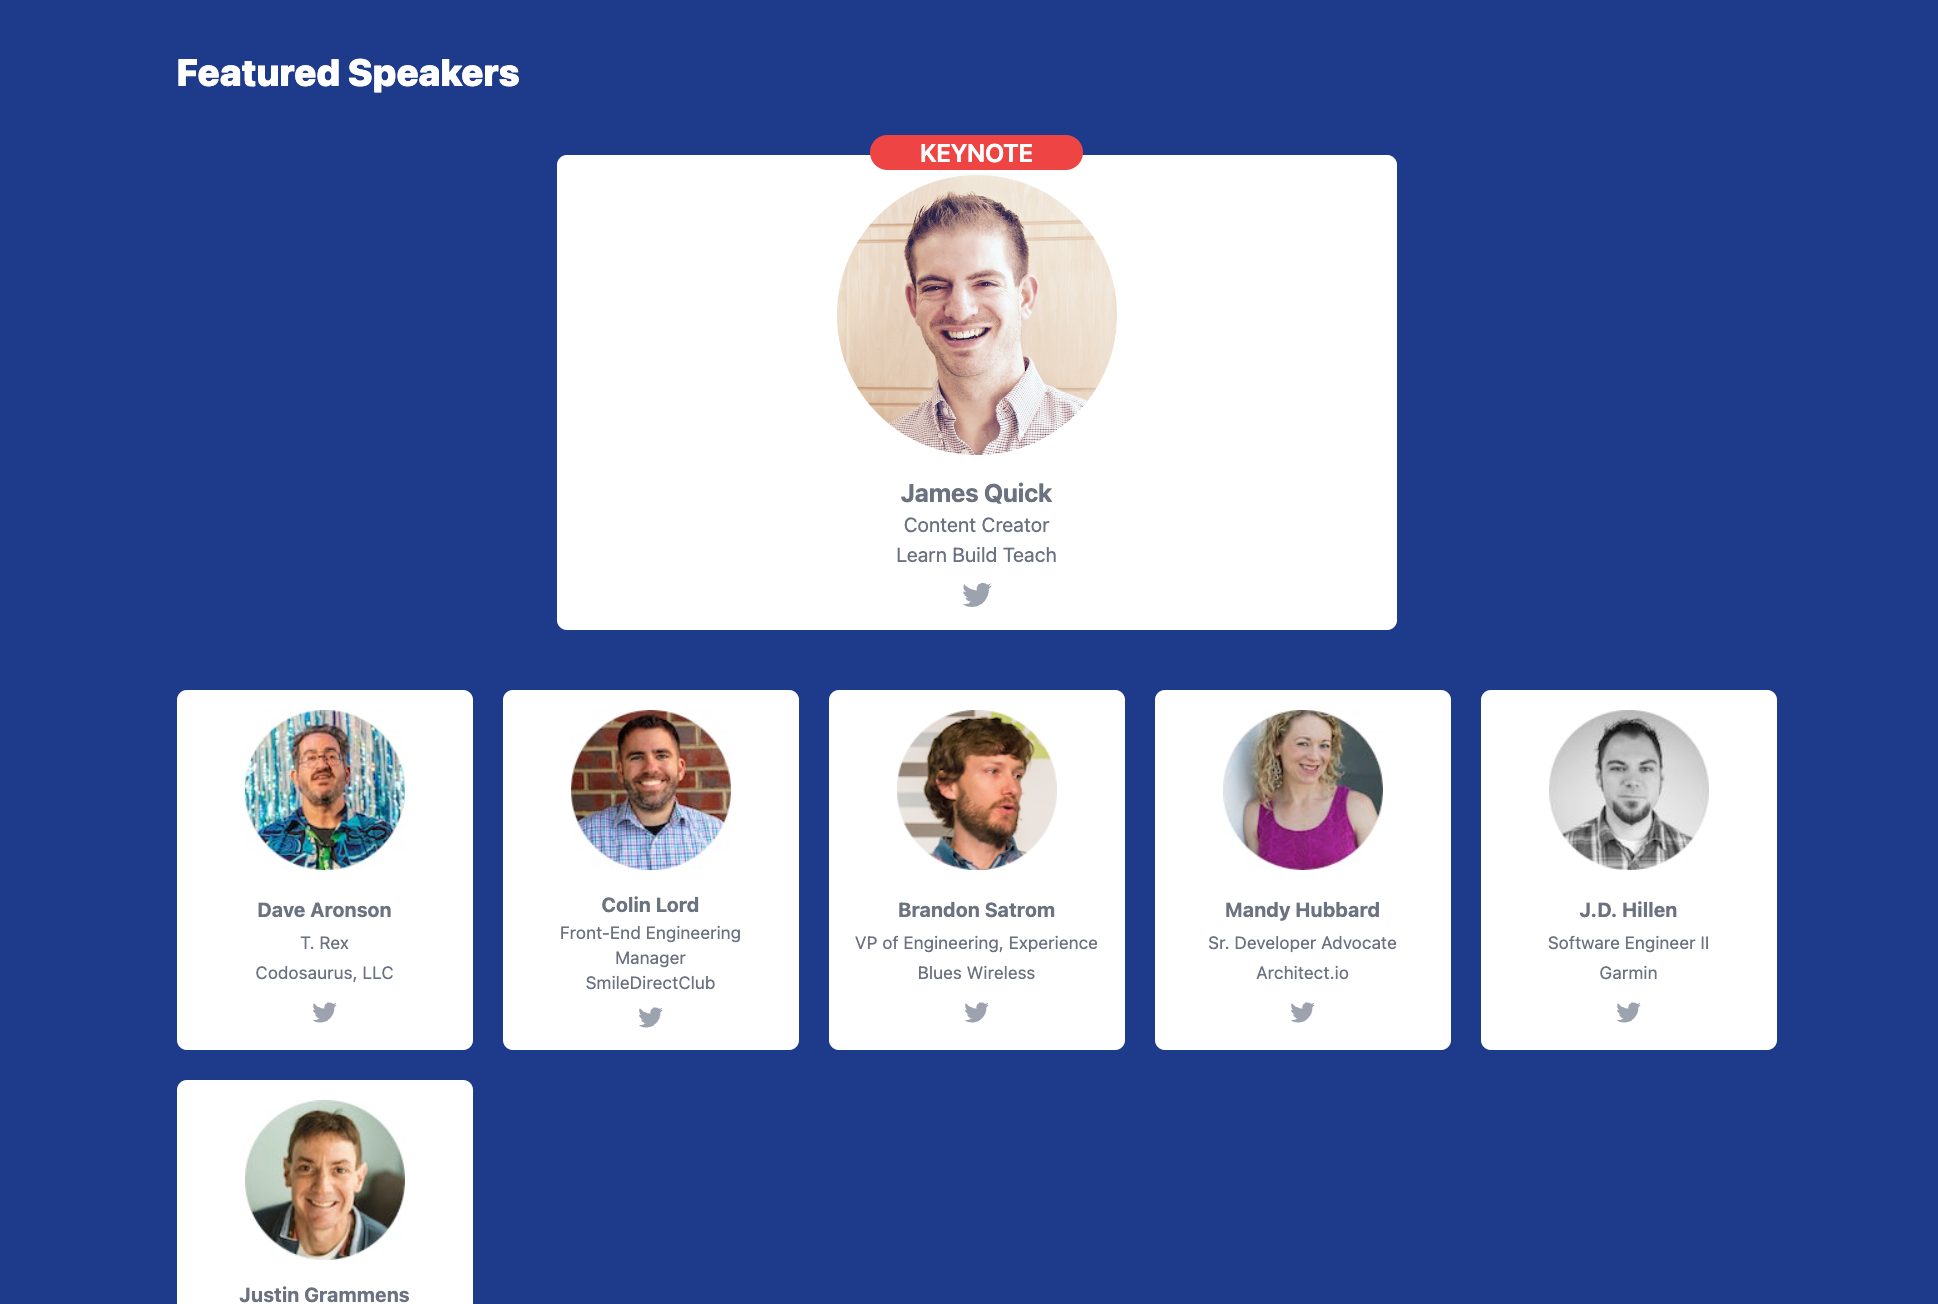 Featured Speakers
KEYNOTE
James Quick
Content Creator
Learn Build Teach
Dave Aronson
T. Rex
Codosaurus, LLC
Colin Lord
Front-End Engineering
Manager
SmileDirectClub
Brandon Satrom
VP of Engineering, Experience
Blues Wireless
Mandy Hubbard
Sr. Developer Advocate
Architect.io
J.D. Hillen
Software Engineer II
Garmin
Justin Grammens